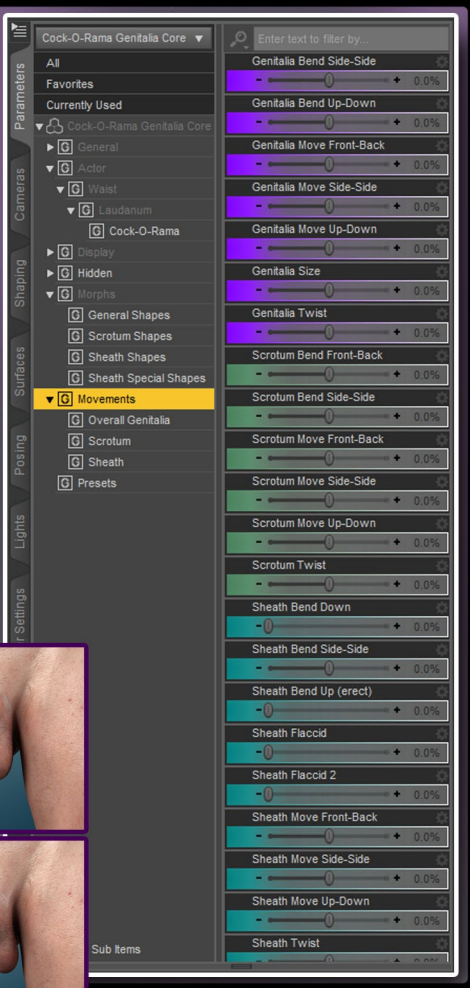 Cock-O-Rama Genitalia Core
Enter text to filter by...
All
Favorites
Currently Used
Cock-O-Rama Genitalia Core
General
Actor
Waist
Laudanum
Cock-O-Rama
Display
Hidden
Morphs
General Shapes
Scrotum Shapes
Sheath Shapes
Sheath Special Shapes
Movements
Overall Genitalia
Scrotum
Sheath
Presets
Sub Items
Parameters
Cameras
Shaping
Surfaces
Posing
Lights
r Settings
Genitalia Bend Side-Side
- + 0.0%
Genitalia Bend Up-Down
- + 0.0%
Genitalia Move Front-Back
- + 0.0%
Genitalia Move Side-Side
- + 0.0%
Genitalia Move Up-Down
- + 0.0%
Genitalia Size
- + 0.0%
Genitalia Twist
- + 0.0%
Scrotum Bend Front-Back
- + 0.0%
Scrotum Bend Side-Side
- + 0.0%
Scrotum Move Front-Back
- + 0.0%
Scrotum Move Side-Side
- + 0.0%
Scrotum Move Up-Down
- + 0.0%
Scrotum Twist
- + 0.0%
Sheath Bend Down
- + 0.0%
Sheath Bend Side-Side
- + 0.0%
Sheath Bend Up (erect)
- + 0.0%
Sheath Flaccid
- + 0.0%
Sheath Flaccid 2
- + 0.0%
Sheath Move Front-Back
- + 0.0%
Sheath Move Side-Side
- + 0.0%
Sheath Move Up-Down
- + 0.0%
Sheath Twist